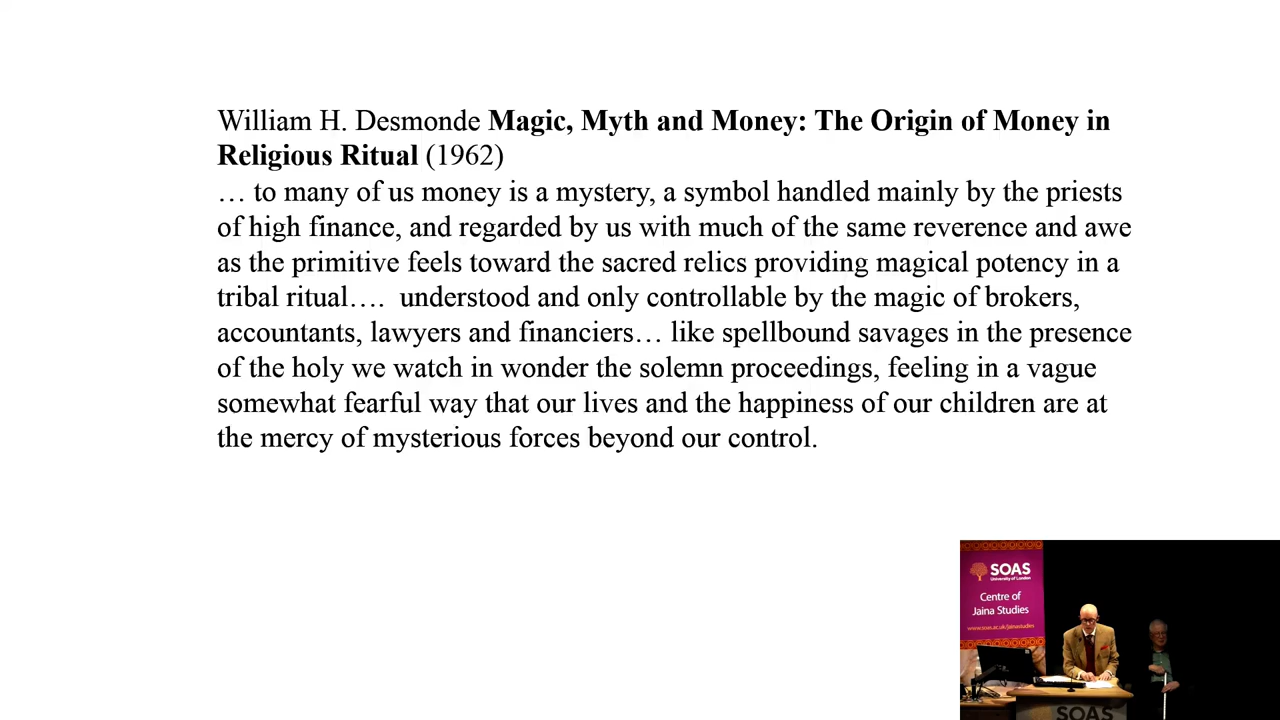 William H. Desmonde Magic, Myth and Money: The Origin of Money in
Religious Ritual (1962)
… to many of us money is a mystery, a symbol handled mainly by the priests
of high finance, and regarded by us with much of the same reverence and awe
as the primitive feels toward the sacred relics providing magical potency in a
tribal ritual…. understood and only controllable by the magic of brokers,
accountants, lawyers and financiers… like spellbound savages in the presence
of the holy we watch in wonder the solemn proceedings, feeling in a vague
somewhat fearful way that our lives and the happiness of our children are at
the mercy of mysterious forces beyond our control.
SOAS
University of London
Centre of
Jaina Studies
www.soas.ac.uk/jainastudies
SOAS